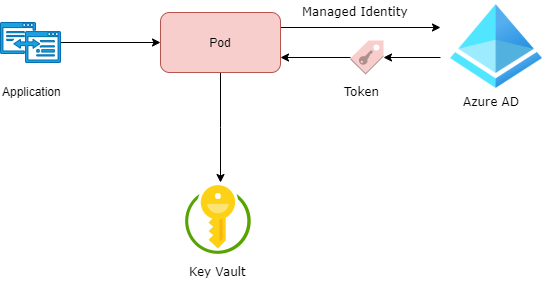 Managed Identity
Pod
Application
Token
Azure AD
Key Vault